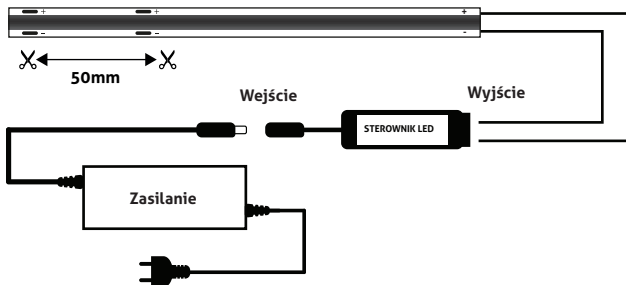 + + +
- - -
50mm
Wejście Wyjście
STEROWNIK LED
Zasilanie